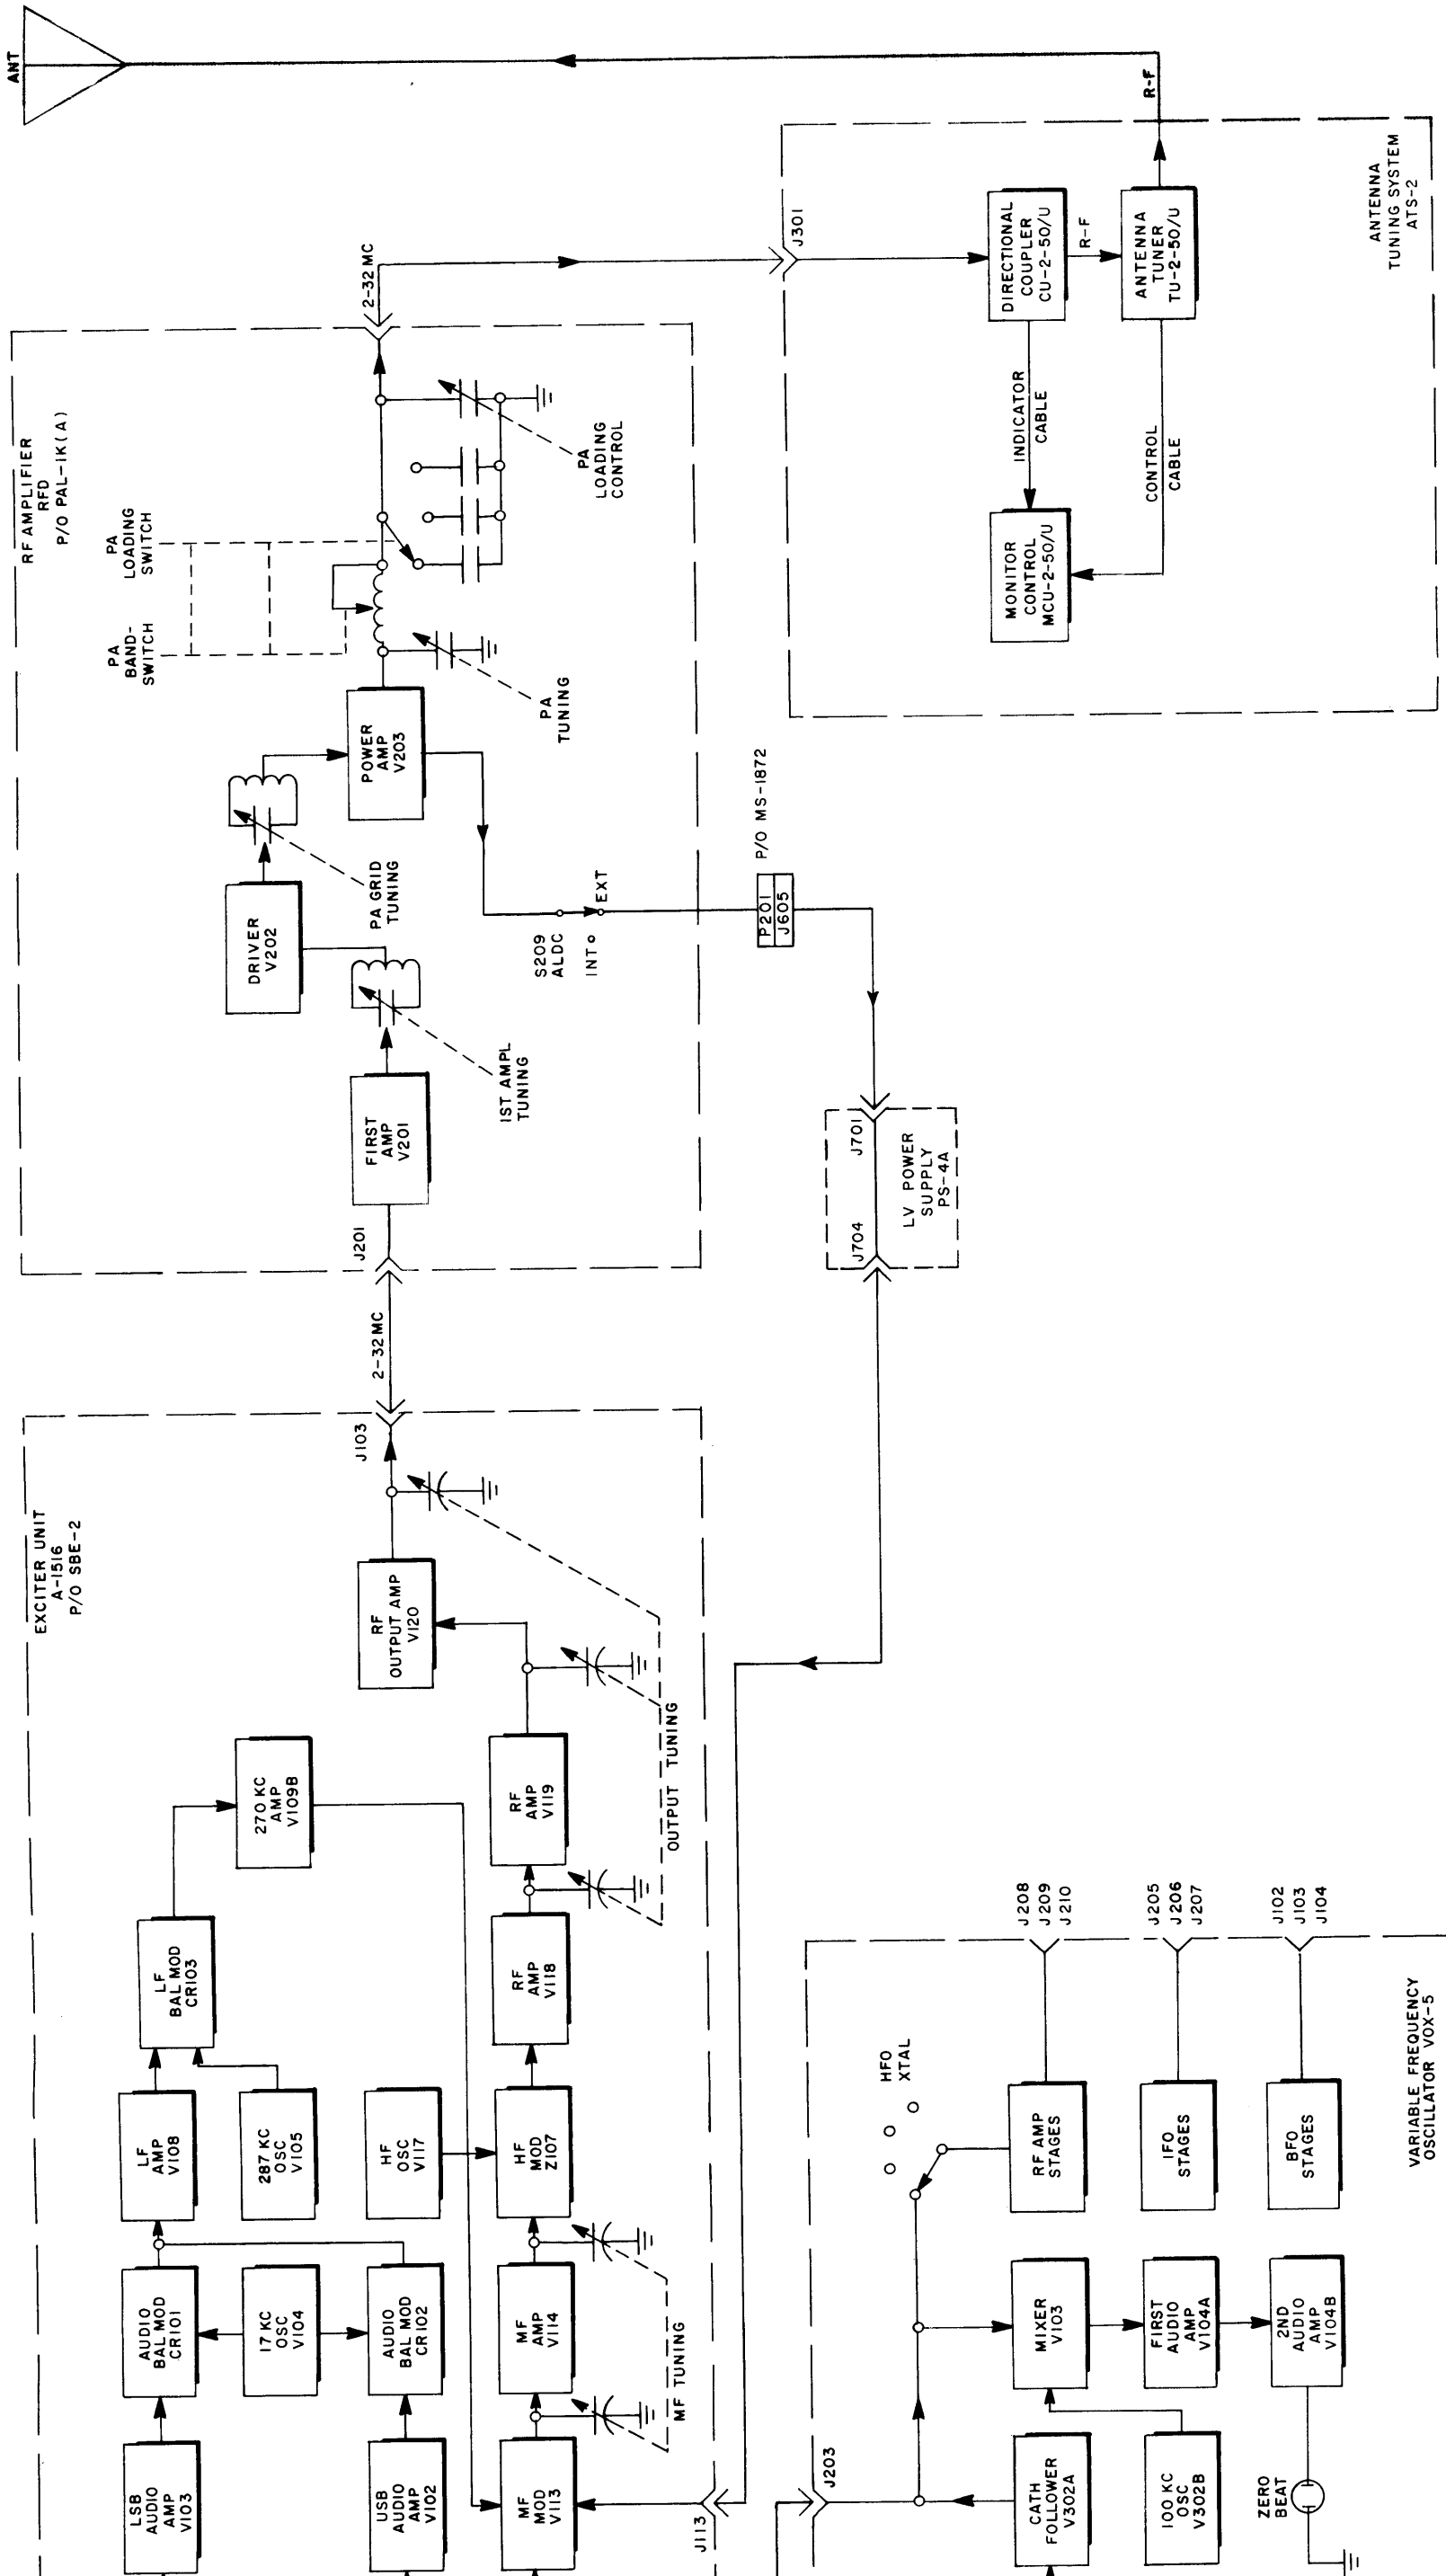 EXCITER UNIT
A-1516
P/O SBE-2
LSB
AUDIO
AMP
V103
AUDIO
BAL MOD
CR101
LF
AMP
V108
LF
BAL MOD
CR103
17 KC
OSC
V104
287 KC
OSC
V105
270 KC
AMP
V109B
USB
AUDIO
AMP
V102
AUDIO
BAL MOD
CR102
HF
OSC
V117
RF
OUTPUT AMP
V120
J103
MF
MOD
V113
MF
AMP
V114
HF
MOD
Z107
RF
AMP
V118
RF
AMP
V119
MF TUNING
OUTPUT TUNING
J113
2-32MC
RF AMPLIFIER
RFD
P/O PAL-1K(A)
J201
FIRST
AMP
V201
1ST AMPL
TUNING
DRIVER
V202
PA GRID
TUNING
POWER
AMP
V203
PA
TUNING
PA
BAND-
SWITCH
PA
LOADING
SWITCH
PA
LOADING
CONTROL
S209
ALDC
INT
EXT
2-32 MC
ANT
P201
J605
P/O MS-1872
J704
J701
LV POWER
SUPPLY
PS-4A
J301
DIRECTIONAL
COUPLER
CU-2-50/U
R-F
ANTENNA
TUNER
TU-2-50/U
R-F
INDICATOR
CABLE
CONTROL
CABLE
MONITOR
CONTROL
MCU-2-50/U
ANTENNA
TUNING SYSTEM
ATS-2
J203
HFO
XTAL
CATH
FOLLOWER
V302A
MIXER
V103
RF AMP
STAGES
J208
J209
J210
100 KC
OSC
V302B
FIRST
AUDIO
AMP
V104A
IFO
STAGES
J205
J206
J207
ZERO
BEAT
2ND
AUDIO
AMP
V104B
BFO
STAGES
J102
J103
J104
VARIABLE FREQUENCY
OSCILLATOR VOX-5